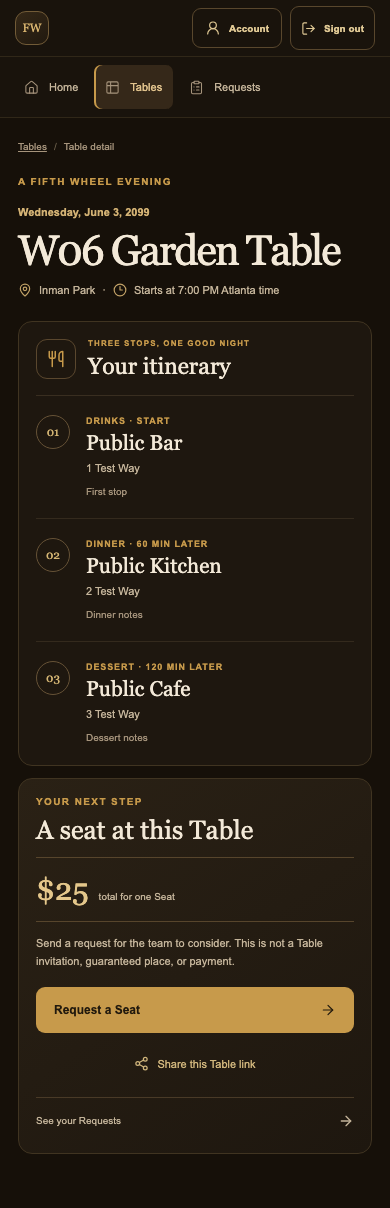 FW
Account
Sign out
Home
Tables
Requests
Tables / Table detail
A FIFTH WHEEL EVENING
Wednesday, June 3, 2099
W06 Garden Table
Inman Park · Starts at 7:00 PM Atlanta time
THREE STOPS, ONE GOOD NIGHT
Your itinerary
01
DRINKS · START
Public Bar
1 Test Way
First stop
02
DINNER · 60 MIN LATER
Public Kitchen
2 Test Way
Dinner notes
03
DESSERT · 120 MIN LATER
Public Cafe
3 Test Way
Dessert notes
YOUR NEXT STEP
A seat at this Table
$25 total for one Seat
Send a request for the team to consider. This is not a Table
invitation, guaranteed place, or payment.
Request a Seat
Share this Table link
See your Requests